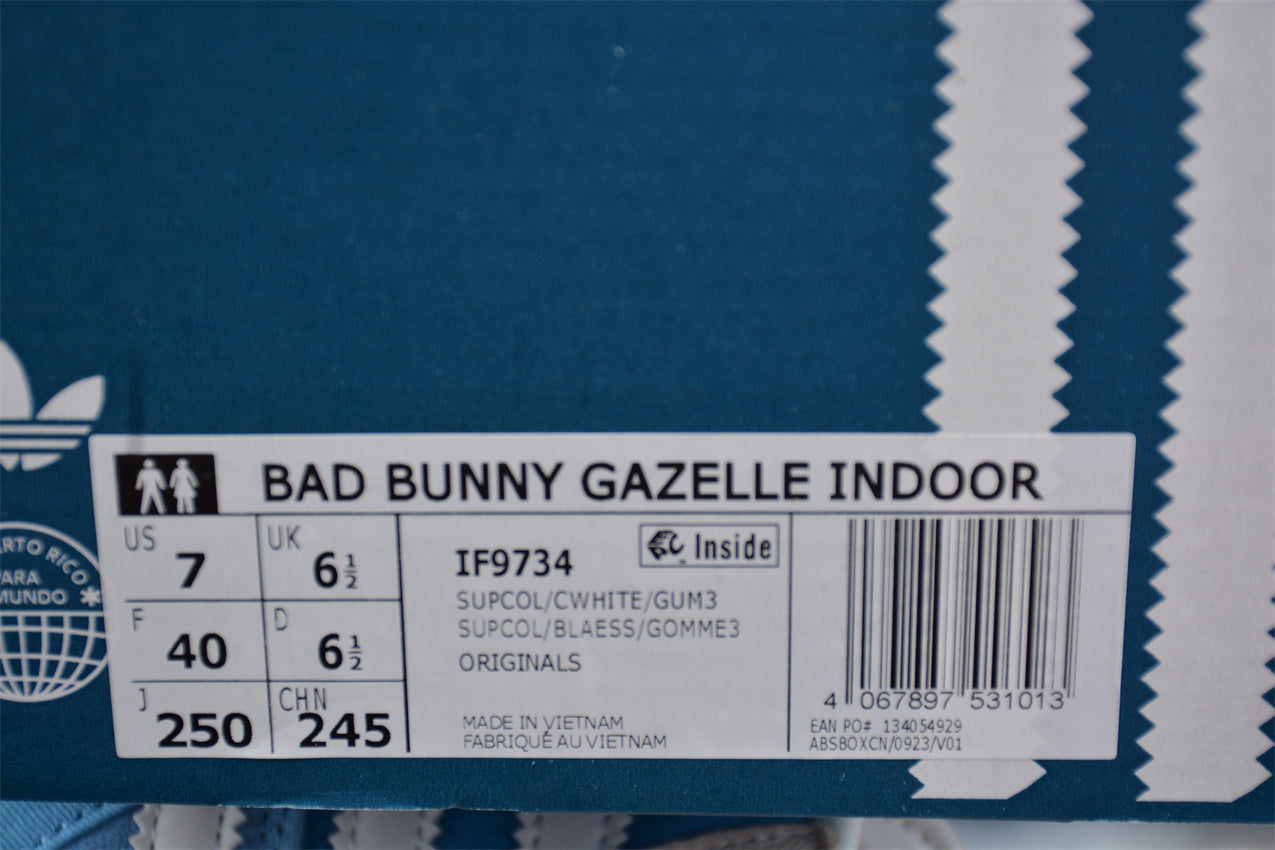 BAD BUNNY GAZELLE INDOOR
US 7 UK 6½
F 40 D 6½
J 250 CHN 245
IF9734
Inside
SUPCOL/CWHITE/GUM3
SUPCOL/BLAESS/GOMME3
ORIGINALS
MADE IN VIETNAM
FABRIQUÉ AU VIETNAM
4 067897 531013
EAN PO# 134054929
ABSBOXCN/0923/V01
RICO
MUNDO *